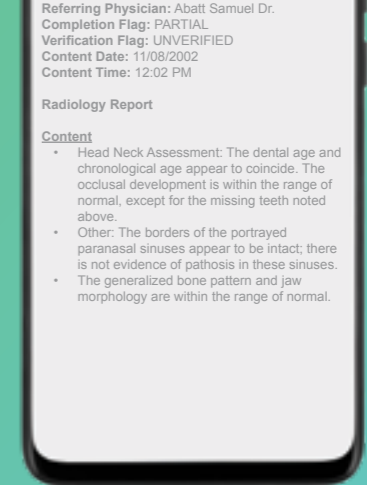 Referring Physician: Abatt Samuel Dr.
Completion Flag: PARTIAL
Verification Flag: UNVERIFIED
Content Date: 11/08/2002
Content Time: 12:02 PM
Radiology Report
Content
• Head Neck Assessment: The dental age and
chronological age appear to coincide. The
occlusal development is within the range of
normal, except for the missing teeth noted
above.
• Other: The borders of the portrayed
paranasal sinuses appear to be intact; there
is not evidence of pathosis in these sinuses.
• The generalized bone pattern and jaw
morphology are within the range of normal.